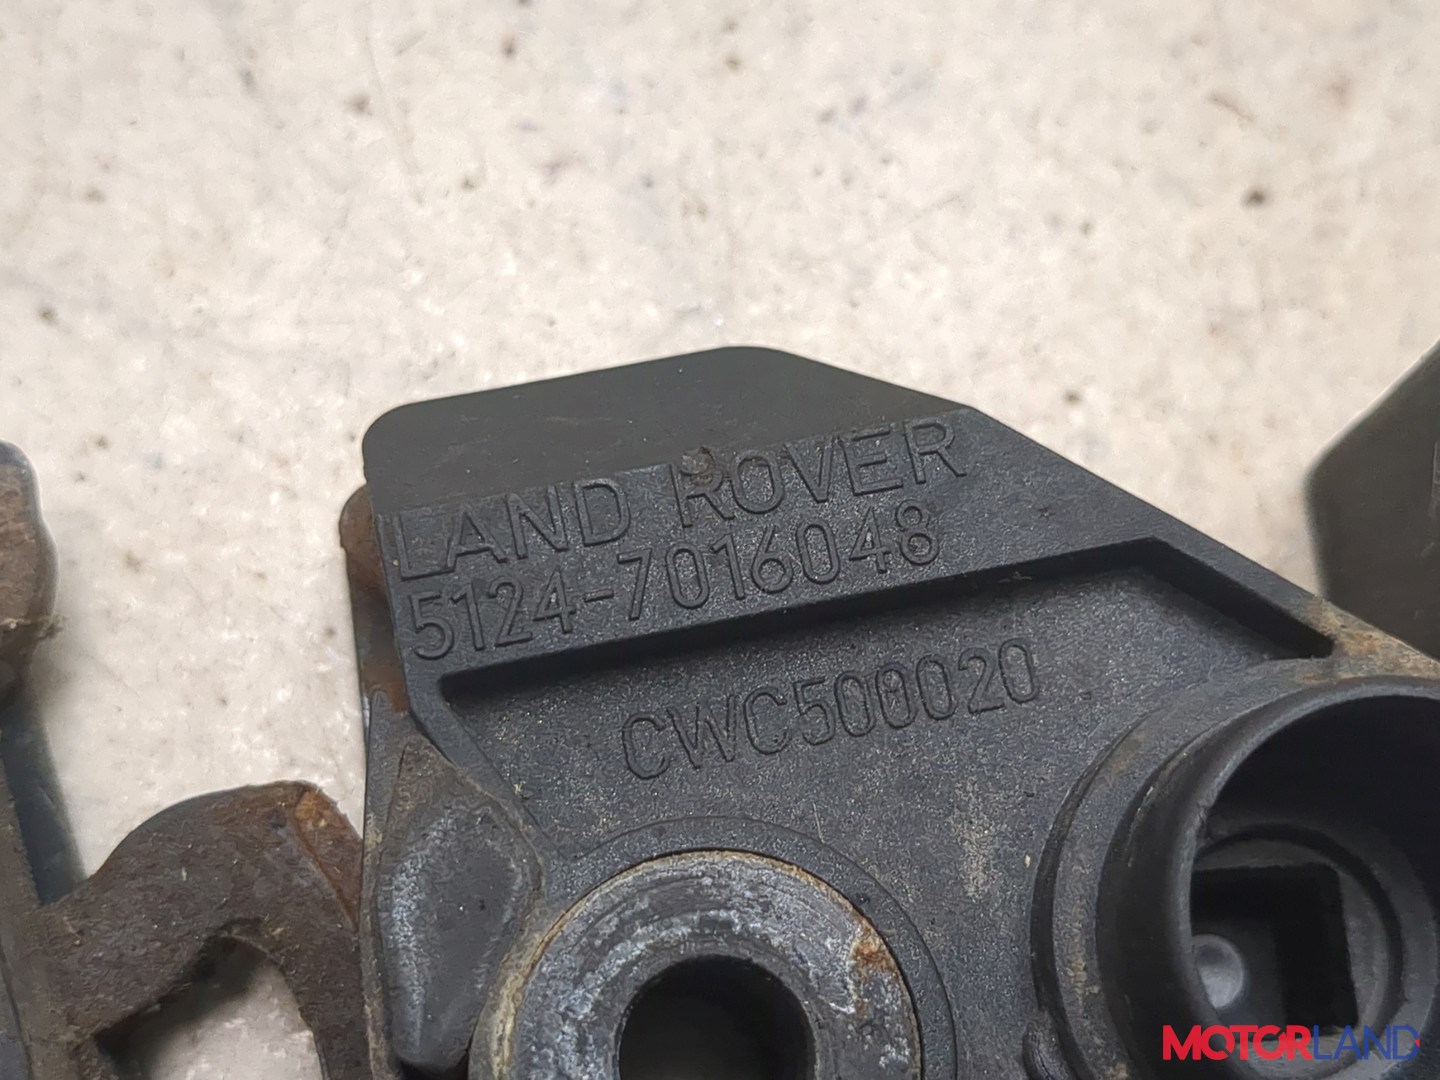 LAND ROVER
5124-7016048
CWC500020
MOTORLAND